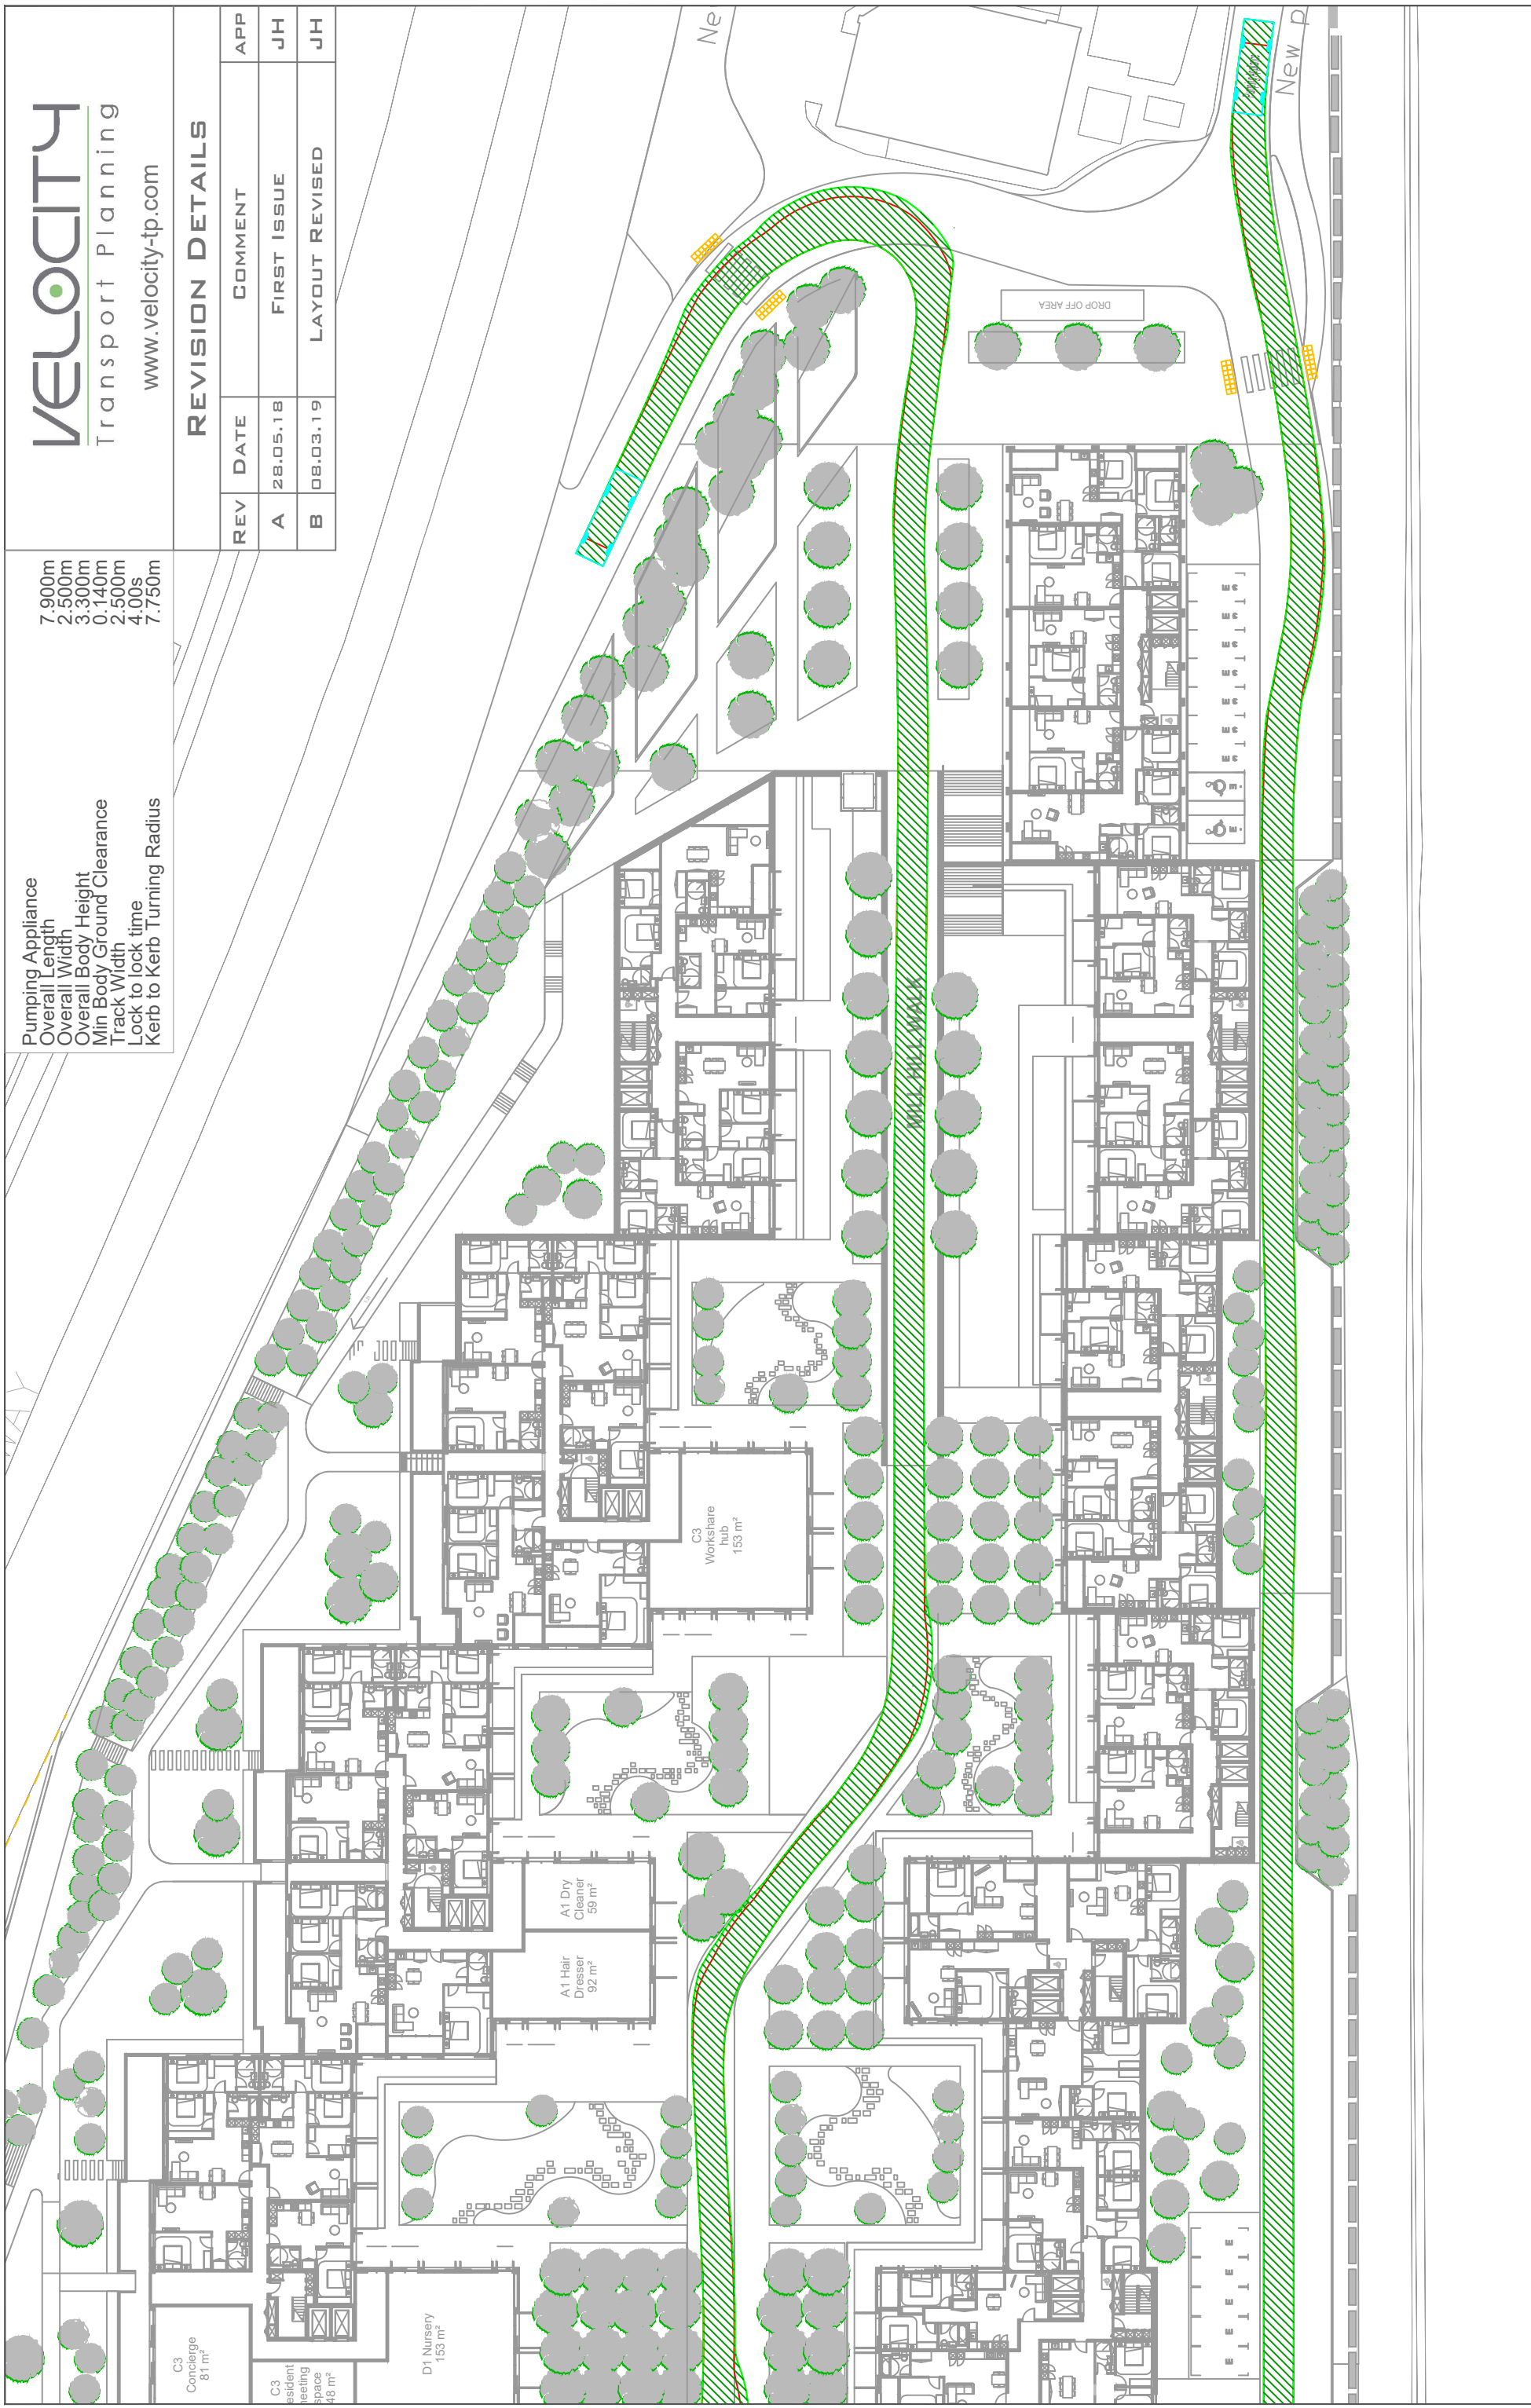 VELOCITY
Transport Planning
www.velocity-tp.com
REVISION DETAILS
REV DATE COMMENT APP
A 28.05.18 FIRST ISSUE JH
B 08.03.19 LAYOUT REVISED JH
Pumping Appliance
Overall Length 7.900m
Overall Width 2.500m
Overall Body Height 3.300m
Min Body Ground Clearance 0.140m
Track Width 2.500m
Lock to lock time 4.00s
Kerb to Kerb Turning Radius 7.750m
Ne
New p
DROP OFF AREA
MILL HILL WALK
C3
Workshare
hub
153 m²
A1 Dry
Cleaner
59 m²
A1 Hair
Dresser
92 m²
D1 Nursery
153 m²
C3
Concierge
81 m²
C3
esident
neeting
space
48 m²